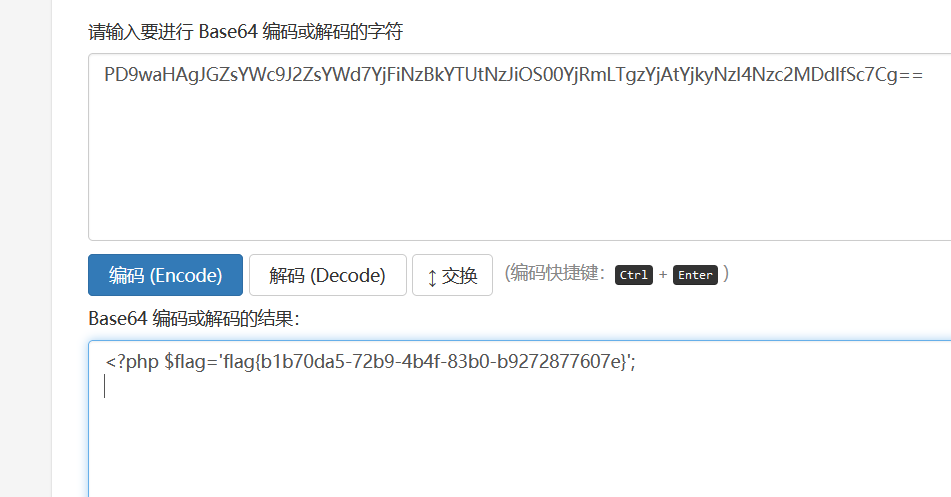 请输入要进行 Base64 编码或解码的字符
PD9waHAgJGZsYWc9J2ZsYWd7YjFiNzBkYTUtNzJiOS00YjRmLTgzYjAtYjkyNzI4Nzc2MDdlfSc7Cg==
编码 (Encode) 解码 (Decode) ↕ 交换 (编码快捷键： Ctrl + Enter )
Base64 编码或解码的结果：
<?php $flag='flag{b1b70da5-72b9-4b4f-83b0-b9272877607e}';